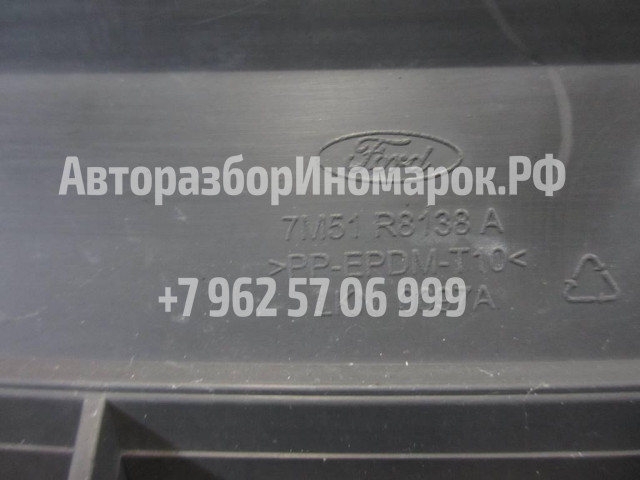 Ford
АвторазборИномарок.РФ
7M51 R8138 A
>PP-EPDM-T10<
+7 962 57 06 999